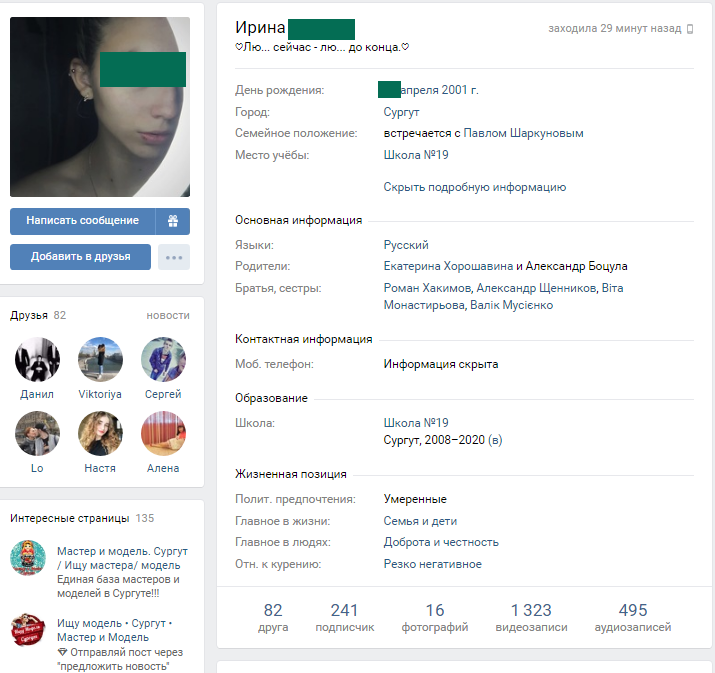 Ирина
заходила 29 минут назад
♡Лю... сейчас - лю... до конца.♡
День рождения: апреля 2001 г.
Город: Сургут
Семейное положение: встречается с Павлом Шаркуновым
Место учёбы: Школа №19
Скрыть подробную информацию
Основная информация
Языки: Русский
Родители: Екатерина Хорошавина и Александр Боцула
Братья, сестры: Роман Хакимов, Александр Щенников, Віта
Монастирьова, Валік Мусієнко
Контактная информация
Моб. телефон: Информация скрыта
Образование
Школа: Школа №19
Сургут, 2008–2020 (в)
Жизненная позиция
Полит. предпочтения: Умеренные
Главное в жизни: Семья и дети
Главное в людях: Доброта и честность
Отн. к курению: Резко негативное
82 241 16 1 323 495
друга подписчик фотографий видеозаписи аудиозаписей
Написать сообщение
Добавить в друзья
Друзья 82 новости
Данил Viktoriya Сергей
Lo Настя Алена
Интересные страницы 135
Мастер и модель. Сургут
/ Ищу мастера/ модель
Единая база мастеров и
моделей в Сургуте!!!
Ищу модель • Сургут •
Мастер и Модель
Отправляй пост через
"предложить новость"